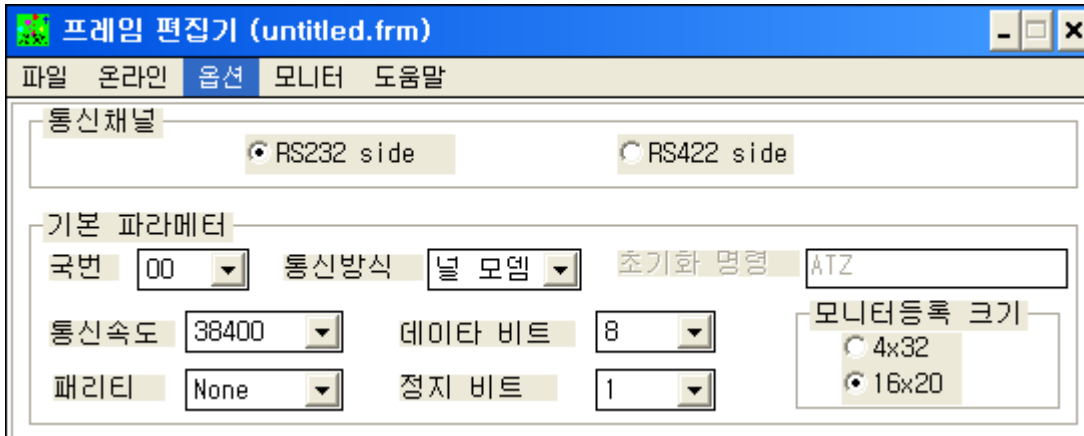 프레임 편집기 (untitled.frm)
파일 온라인 옵션 모니터 도움말
통신채널
RS232 side RS422 side
기본 파라메터
국번 00 통신방식 널 모뎀 초기화 명령 ATZ
모니터등록 크기
통신속도 38400 데이타 비트 8 4x32
패리티 None 정지 비트 1 16x20